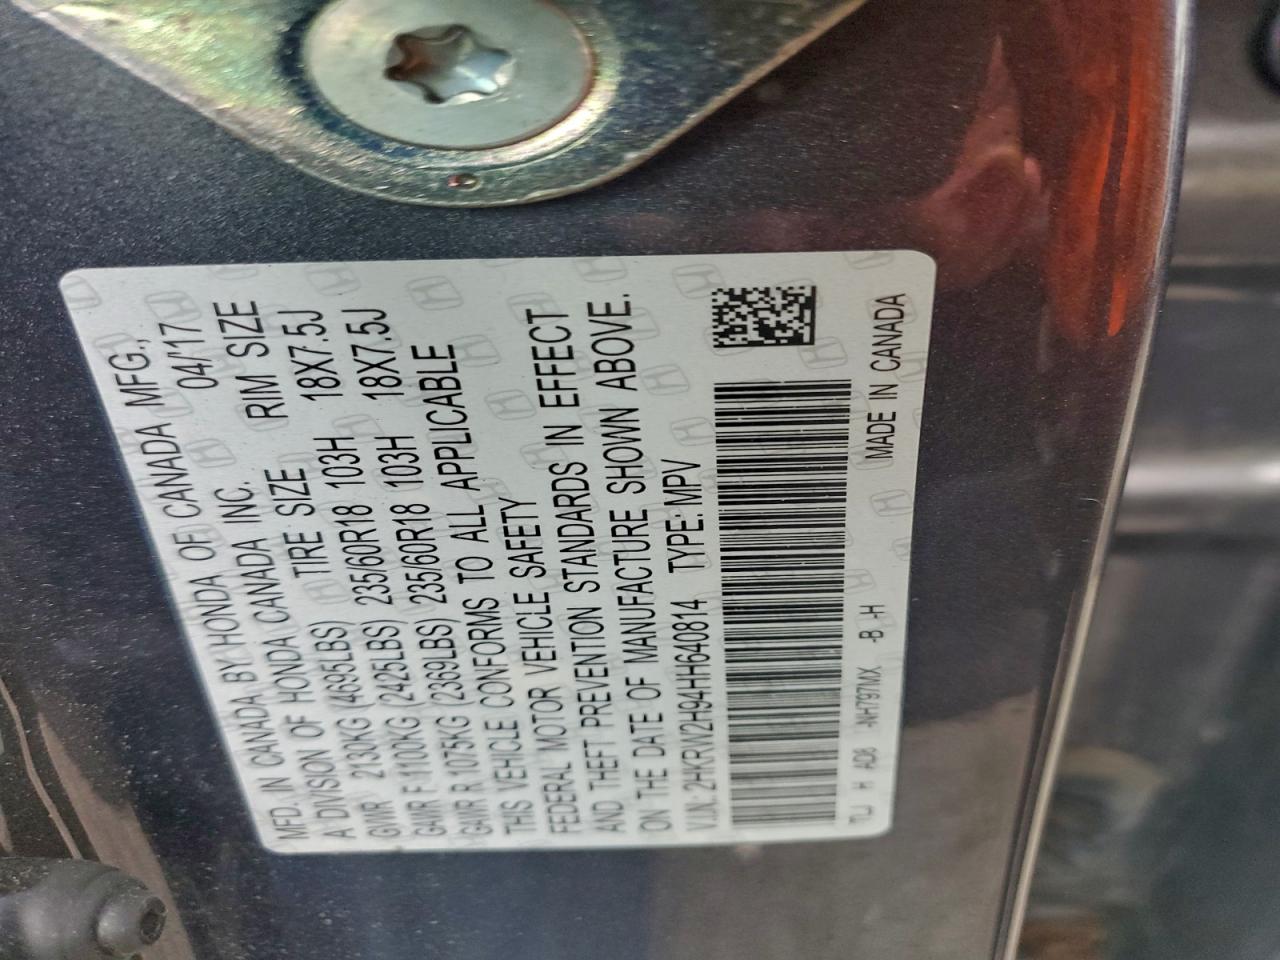 MFD. IN CANADA BY HONDA OF CANADA MFG.,
A DIVISION OF HONDA CANADA INC. 04/17
TIRE SIZE RIM SIZE
GVWR 2130KG (4695LBS)
GAWR F 1100KG (2425LBS) 235/60R18 103H 18X7.5J
GAWR R 1075KG (2369LBS) 235/60R18 103H 18X7.5J
THIS VEHICLE CONFORMS TO ALL APPLICABLE
FEDERAL MOTOR VEHICLE SAFETY
AND THEFT PREVENTION STANDARDS IN EFFECT
ON THE DATE OF MANUFACTURE SHOWN ABOVE.
V.I.N.: 2HKRW2H94HH640814 TYPE: MPV
TLJ H AD8 -NH797MX -B -H
MADE IN CANADA